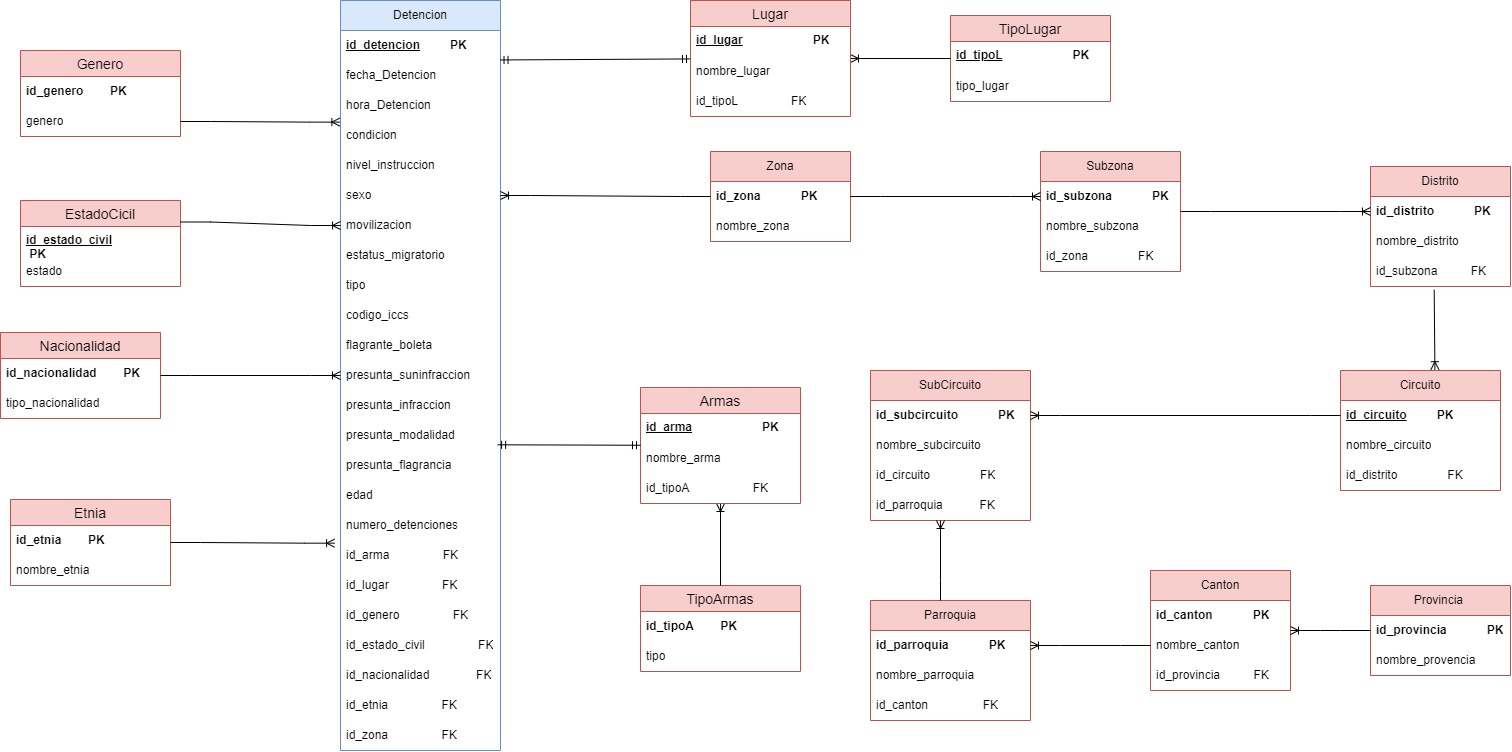 Detencion
id_detencion PK
fecha_Detencion
hora_Detencion
condicion
nivel_instruccion
sexo
movilizacion
estatus_migratorio
tipo
codigo_iccs
flagrante_boleta
presunta_suninfraccion
presunta_infraccion
presunta_modalidad
presunta_flagrancia
edad
numero_detenciones
id_arma FK
id_lugar FK
id_genero FK
id_estado_civil FK
id_nacionalidad FK
id_etnia FK
id_zona FK
Genero
id_genero PK
genero
EstadoCicil
id_estado_civil
PK
estado
Nacionalidad
id_nacionalidad PK
tipo_nacionalidad
Etnia
id_etnia PK
nombre_etnia
Lugar
id_lugar PK
nombre_lugar
id_tipoL FK
TipoLugar
id_tipoL PK
tipo_lugar
Zona
id_zona PK
nombre_zona
Subzona
id_subzona PK
nombre_subzona
id_zona FK
Distrito
id_distrito PK
nombre_distrito
id_subzona FK
Armas
id_arma PK
nombre_arma
id_tipoA FK
TipoArmas
id_tipoA PK
tipo
SubCircuito
id_subcircuito PK
nombre_subcircuito
id_circuito FK
id_parroquia FK
Circuito
id_circuito PK
nombre_circuito
id_distrito FK
Parroquia
id_parroquia PK
nombre_parroquia
id_canton FK
Canton
id_canton PK
nombre_canton
id_provincia FK
Provincia
id_provincia PK
nombre_provencia